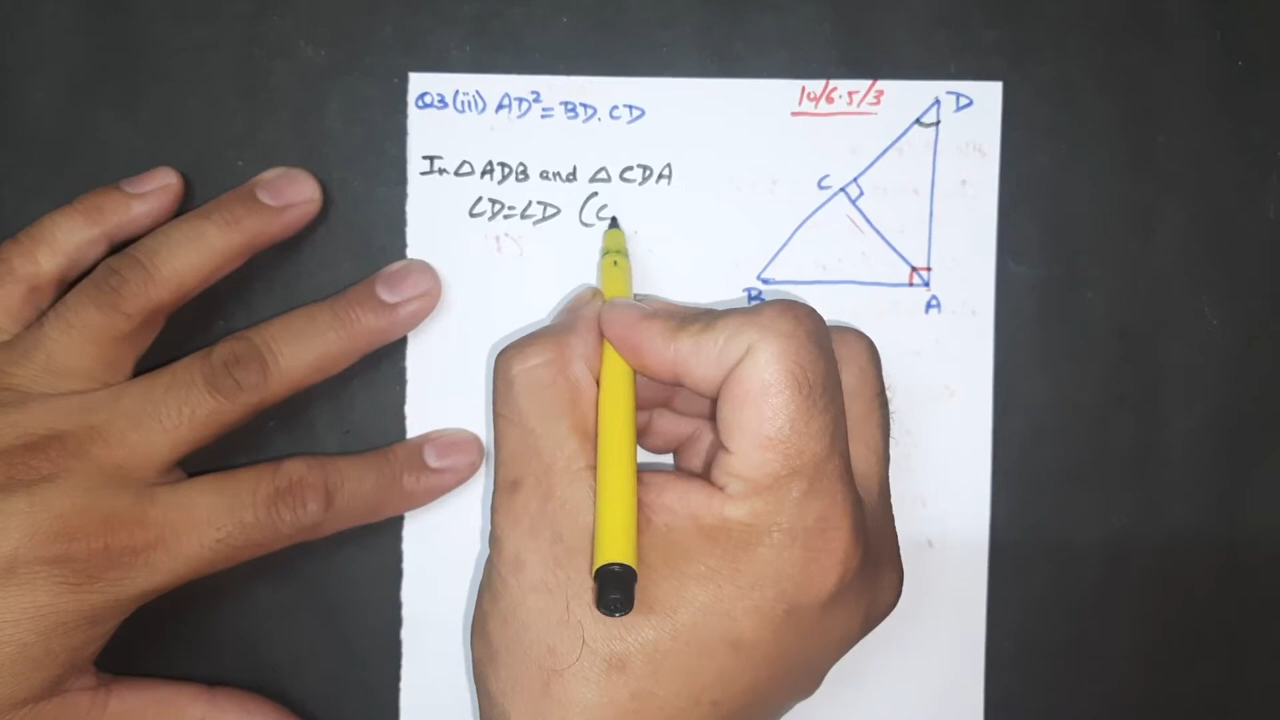 Q3(iii) AD²=BD.CD
10/6.5/3
In △ADB and △CDA
∠D=∠D (C
D
C
B
A